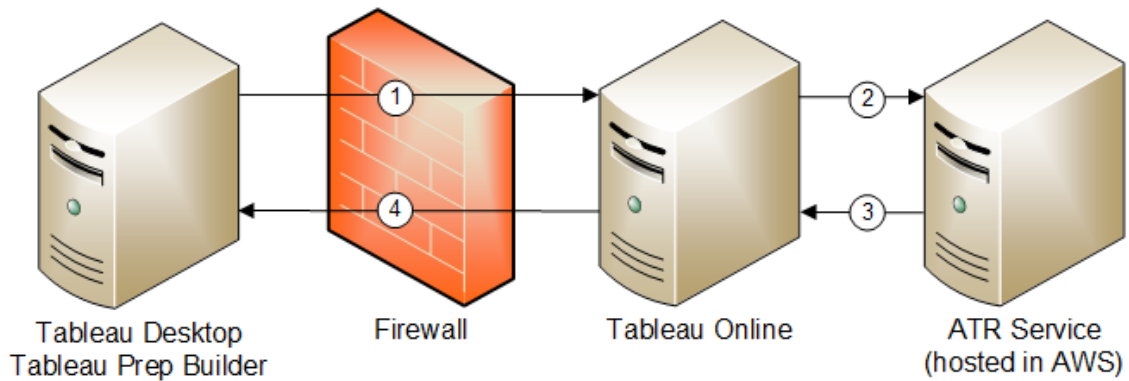 1
2
4
3
Tableau Desktop
Tableau Prep Builder
Firewall
Tableau Online
ATR Service
(hosted in AWS)